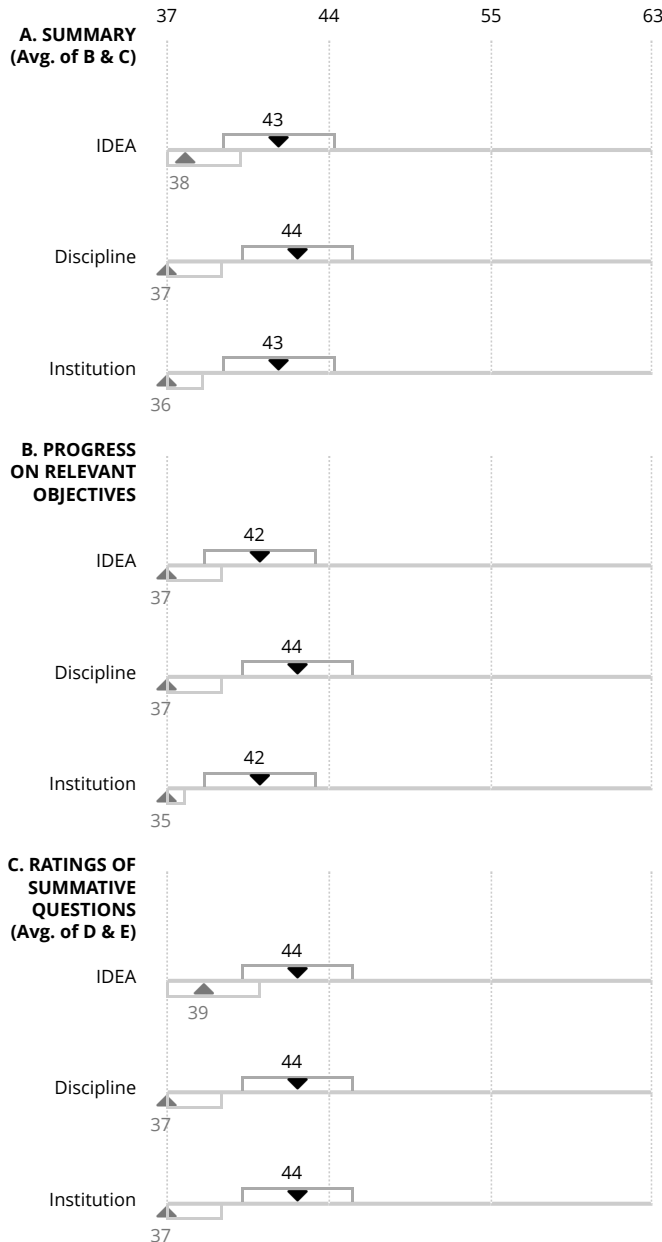 37 44 55 63
A. SUMMARY
(Avg. of B & C)
43
IDEA
38
44
Discipline
37
43
Institution
36
B. PROGRESS
ON RELEVANT
OBJECTIVES
42
IDEA
37
44
Discipline
37
42
Institution
35
C. RATINGS OF
SUMMATIVE
QUESTIONS
(Avg. of D & E)
44
IDEA
39
44
Discipline
37
44
Institution
37